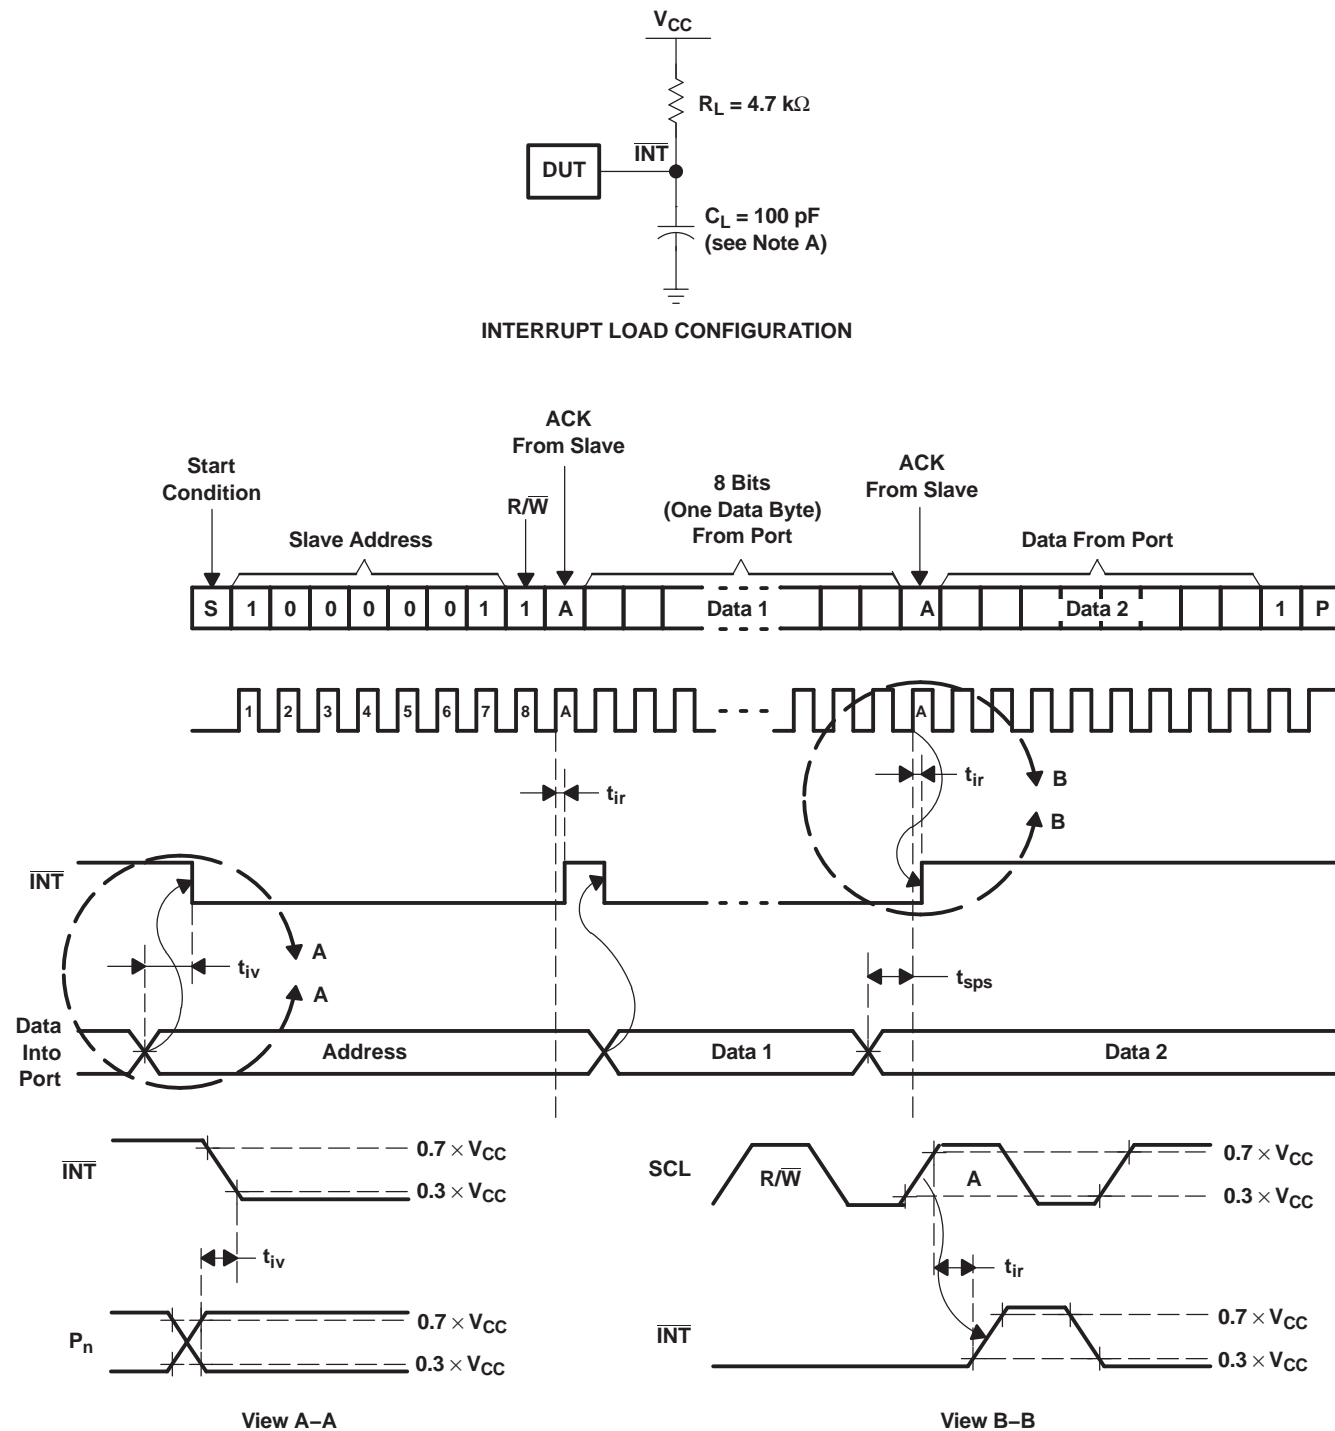 VCC
RL = 4.7 kΩ
INT
DUT
CL = 100 pF
(see Note A)
INTERRUPT LOAD CONFIGURATION
ACK
From Slave
Start
Condition
R/W
8 Bits
(One Data Byte)
From Port
ACK
From Slave
Slave Address
Data From Port
S 1 0 0 0 0 0 1 1 A Data 1 A Data 2 1 P
1 2 3 4 5 6 7 8 A A
tir
tir
B
B
INT
A
A
tiv
tsps
Data
Into
Port
Address
Data 1
Data 2
INT
0.7 × VCC
0.3 × VCC
tiv
Pn
0.7 × VCC
0.3 × VCC
View A–A
SCL
R/W
A
0.7 × VCC
0.3 × VCC
tir
INT
0.7 × VCC
0.3 × VCC
View B–B